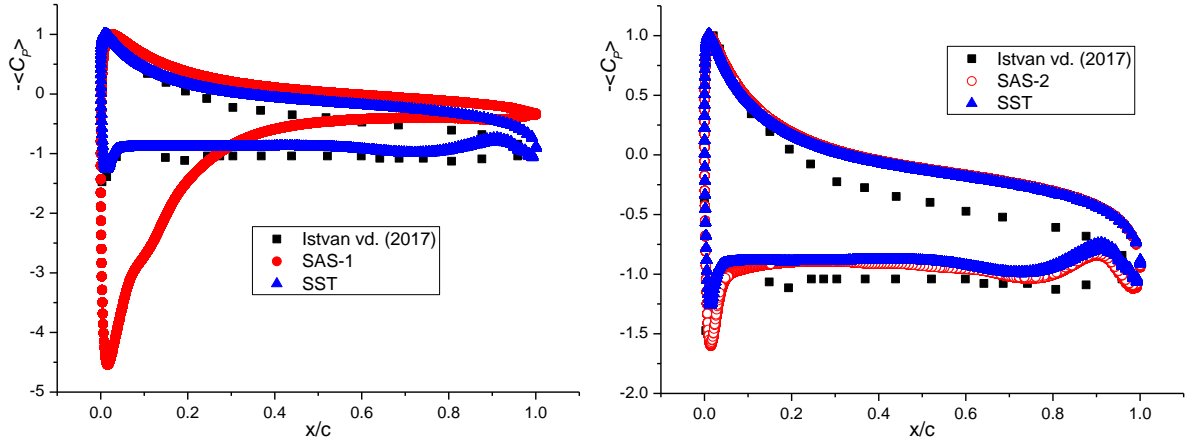 -<Cp>
1
0
-1
-2
-3
-4
-5
0.0 0.2 0.4 0.6 0.8 1.0
x/c
Istvan vd. (2017)
SAS-1
SST
-<Cp>
1.0
0.5
0.0
-0.5
-1.0
-1.5
-2.0
0.0 0.2 0.4 0.6 0.8 1.0
x/c
Istvan vd. (2017)
SAS-2
SST